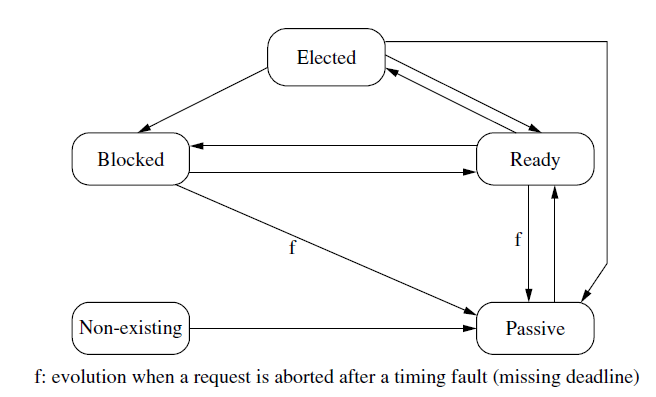 Elected
Blocked
Ready
f
f
Non-existing
Passive
f: evolution when a request is aborted after a timing fault (missing deadline)